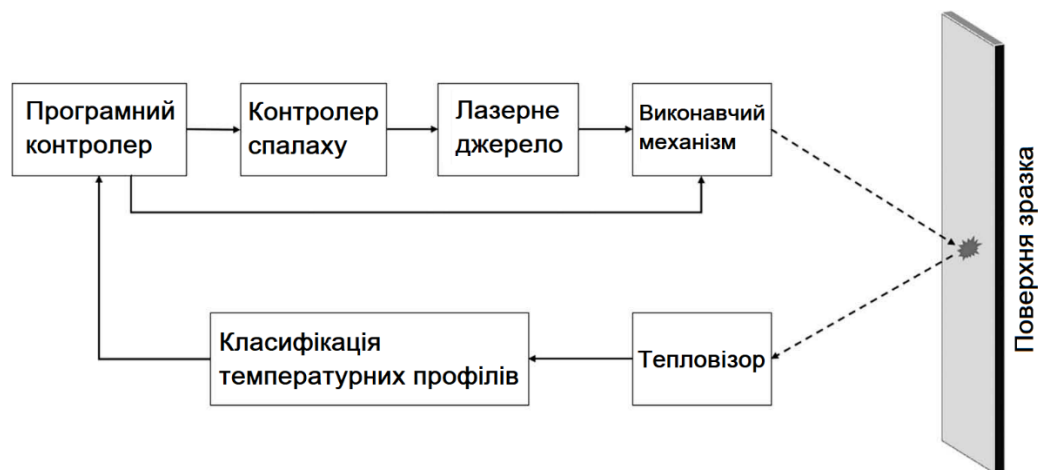 Програмний
контролер
Контролер
спалаху
Лазерне
джерело
Виконавчий
механізм
Поверхня зразка
Класифікація
температурних профілів
Тепловізор